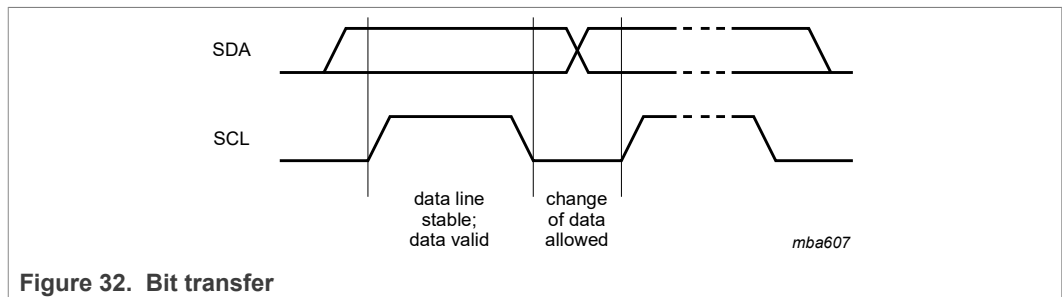 SDA
SCL
data line
stable;
data valid
change
of data
allowed
mba607
Figure 32. Bit transfer